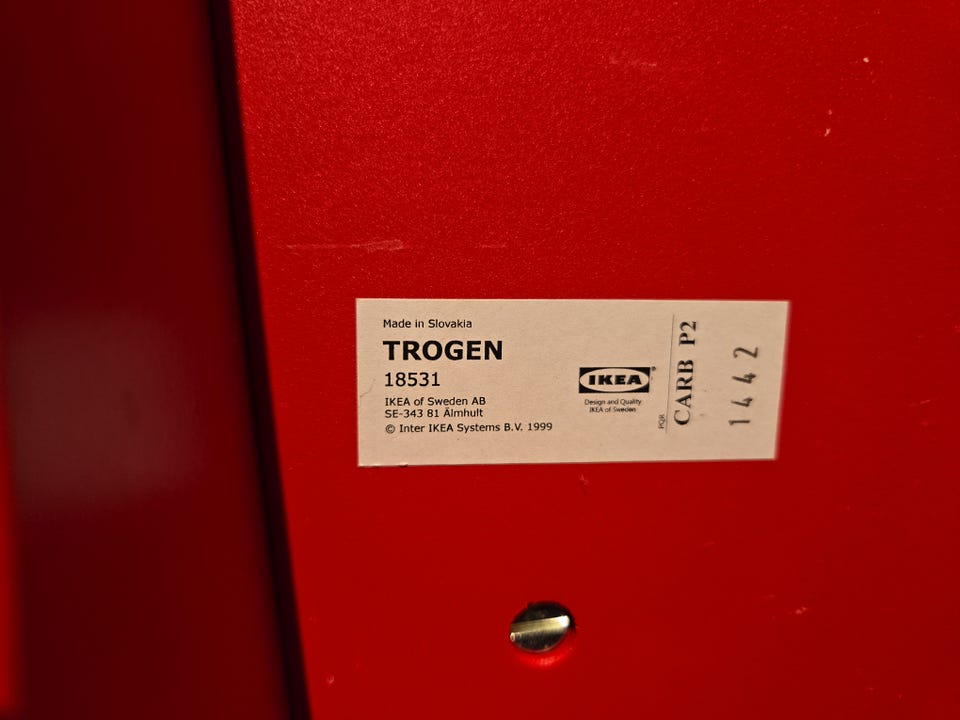 Made in Slovakia
TROGEN
18531
IKEA of Sweden AB
SE-343 81 Älmhult
© Inter IKEA Systems B.V. 1999
IKEA®
Design and Quality
IKEA of Sweden
PQR
CARB P2
1442